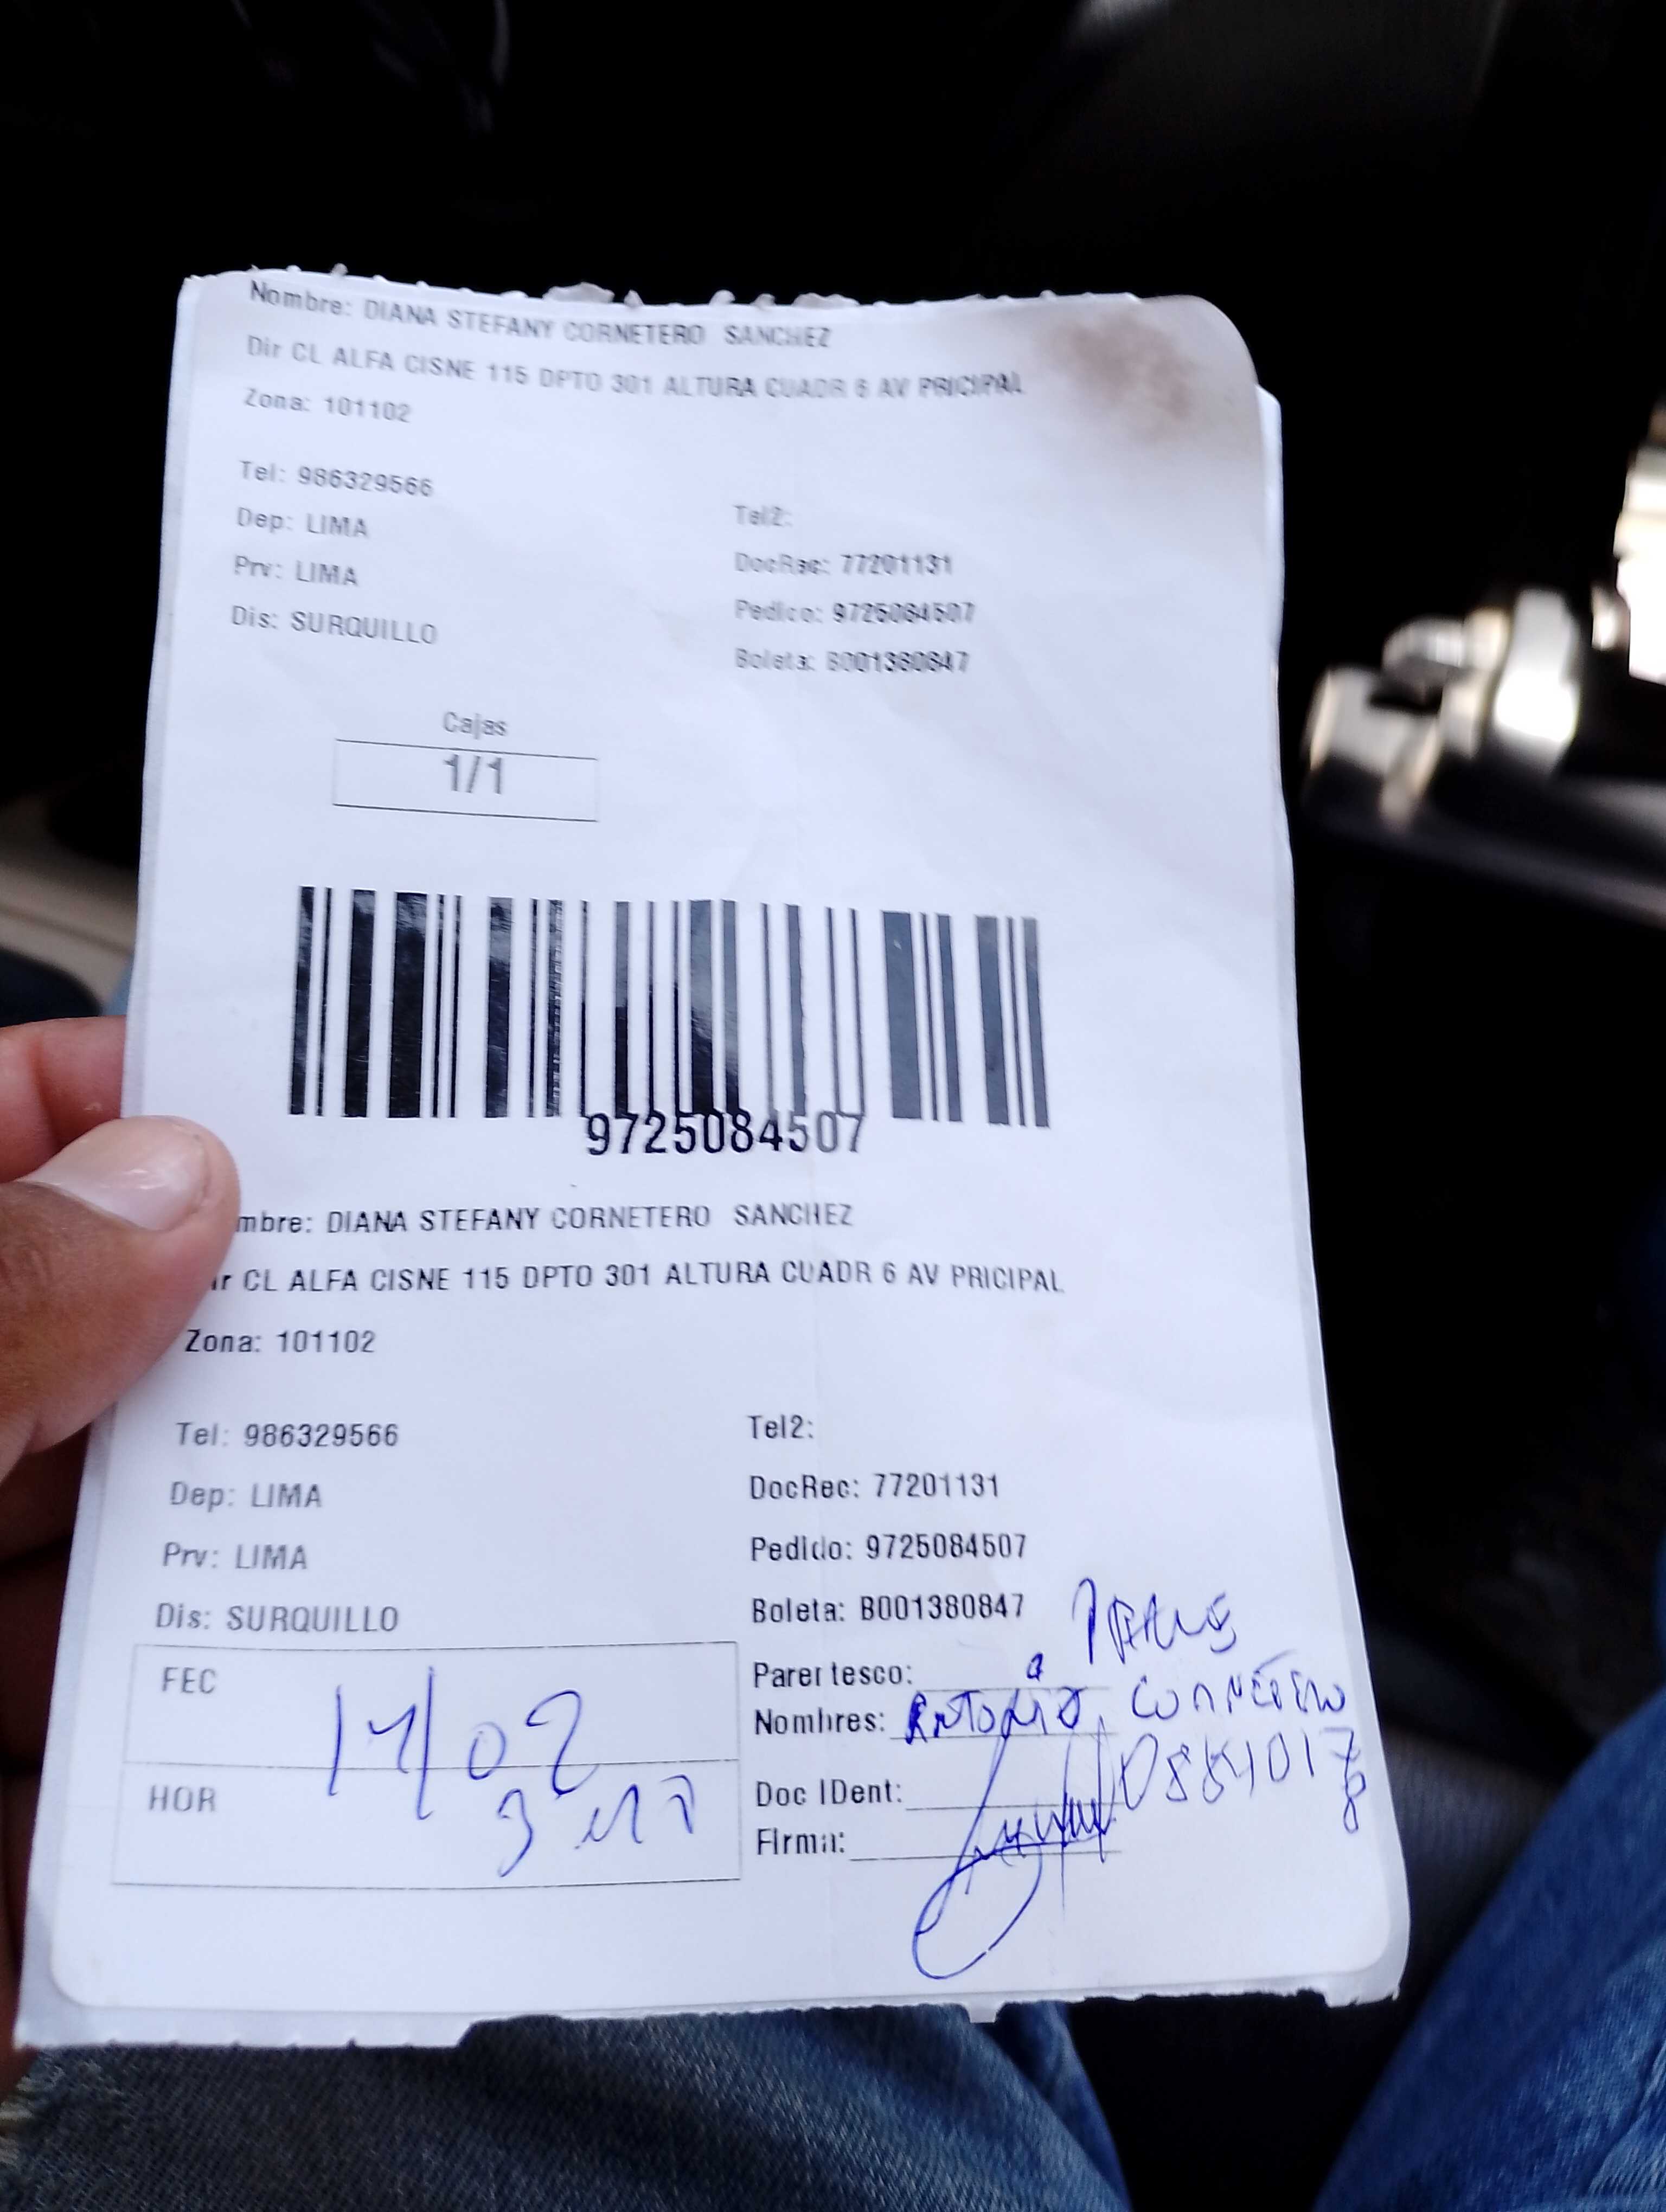 Nombre: DIANA STEFANY CORNETERO SANCHEZ
Dir CL ALFA CISNE 115 DPTO 301 ALTURA CUADR 6 AV PRICIPAL
Zona: 101102
Tel: 986329566
Tel2:
Dep: LIMA
DocRec: 77201131
Prv: LIMA
Pedido: 9725084507
Dis: SURQUILLO
Boleta: B001380847
Cajas
1/1
9725084507
mbre: DIANA STEFANY CORNETERO SANCHEZ
ir CL ALFA CISNE 115 DPTO 301 ALTURA CUADR 6 AV PRICIPAL
Zona: 101102
Tel: 986329566
Tel2:
Dep: LIMA
DocRec: 77201131
Prv: LIMA
Pedido: 9725084507
Dis: SURQUILLO
Boleta: B001380847
FEC
Parentesco:
Nombres: ANTONIO CORNETERO
HOR
Doc IDent:
Firma: